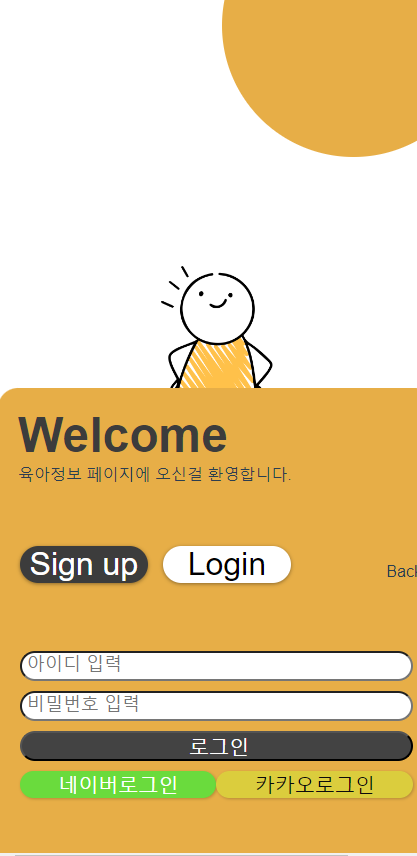 Welcome
육아정보 페이지에 오신걸 환영합니다.
Sign up Login Back
아이디 입력
비밀번호 입력
로그인
네이버로그인 카카오로그인